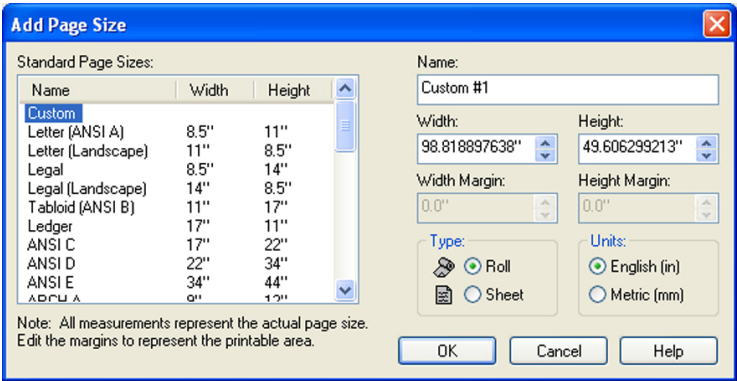 Add Page Size
Standard Page Sizes:
Name Width Height
Custom
Letter (ANSI A) 8.5" 11"
Letter (Landscape) 11" 8.5"
Legal 8.5" 14"
Legal (Landscape) 14" 8.5"
Tabloid (ANSI B) 11" 17"
Ledger 17" 11"
ANSI C 17" 22"
ANSI D 22" 34"
ANSI E 34" 44"
ARCH A 9" 12"
Note: All measurements represent the actual page size.
Edit the margins to represent the printable area.
Name:
Custom #1
Width: Height:
98.818897638" 49.606299213"
Width Margin: Height Margin:
0.0" 0.0"
Type: Units:
Roll English (in)
Sheet Metric (mm)
OK Cancel Help